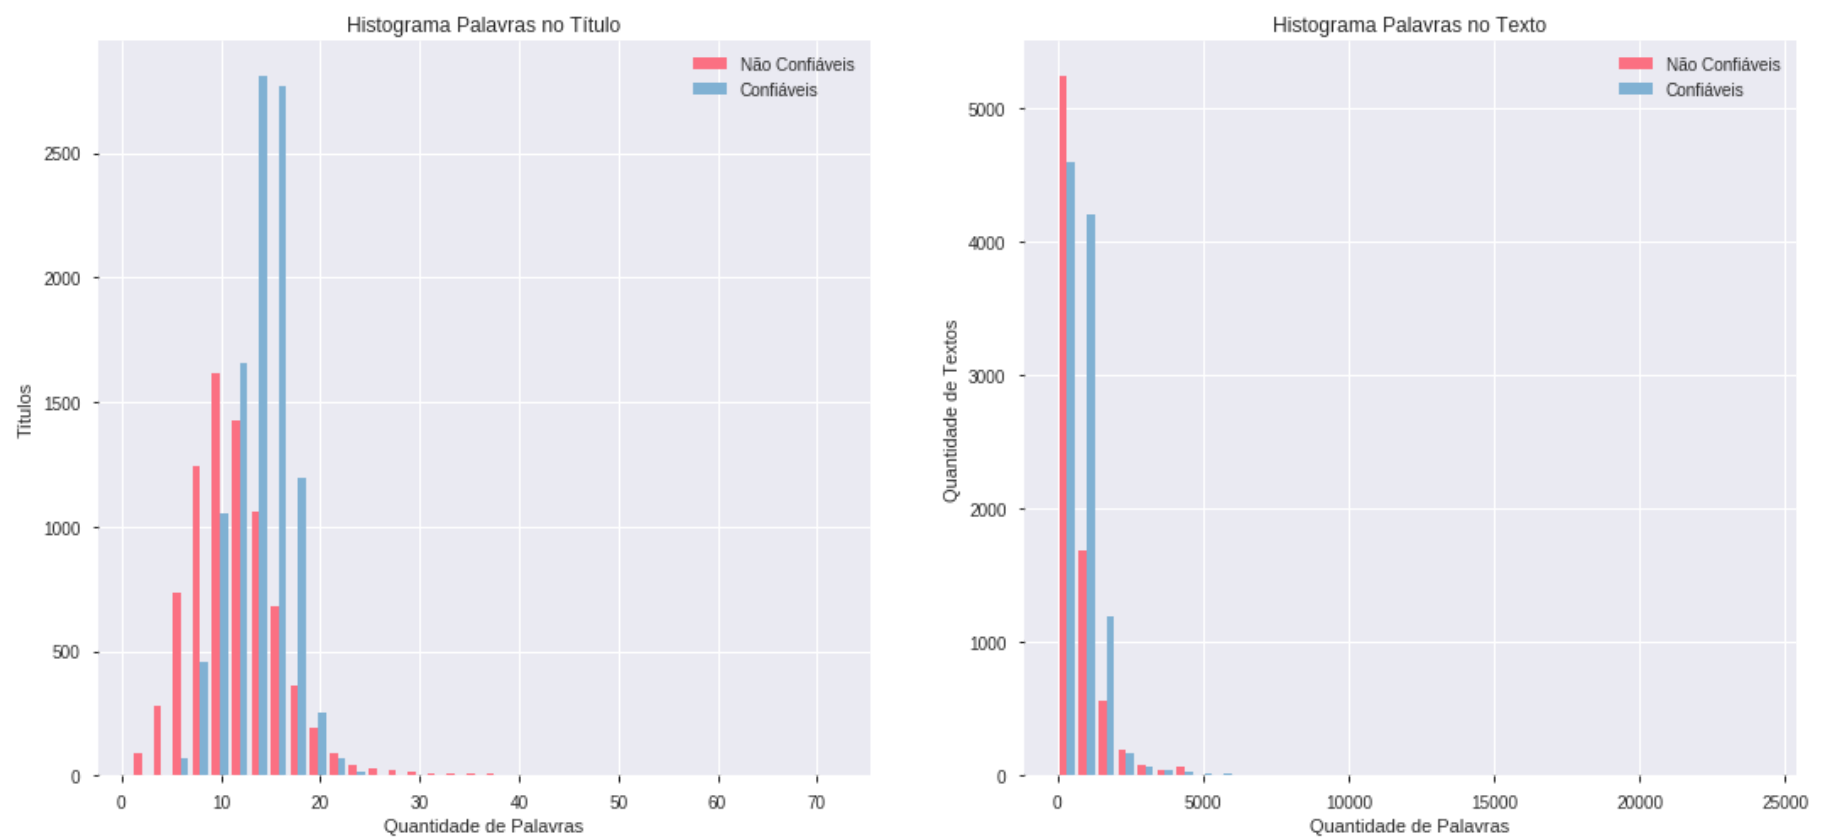 Histograma Palavras no Título
Não Confiáveis
Confiáveis
2500
2000
1500
1000
500
0
Títulos
0 10 20 30 40 50 60 70
Quantidade de Palavras
Histograma Palavras no Texto
Não Confiáveis
Confiáveis
5000
4000
3000
2000
1000
0
Quantidade de Textos
0 5000 10000 15000 20000 25000
Quantidade de Palavras